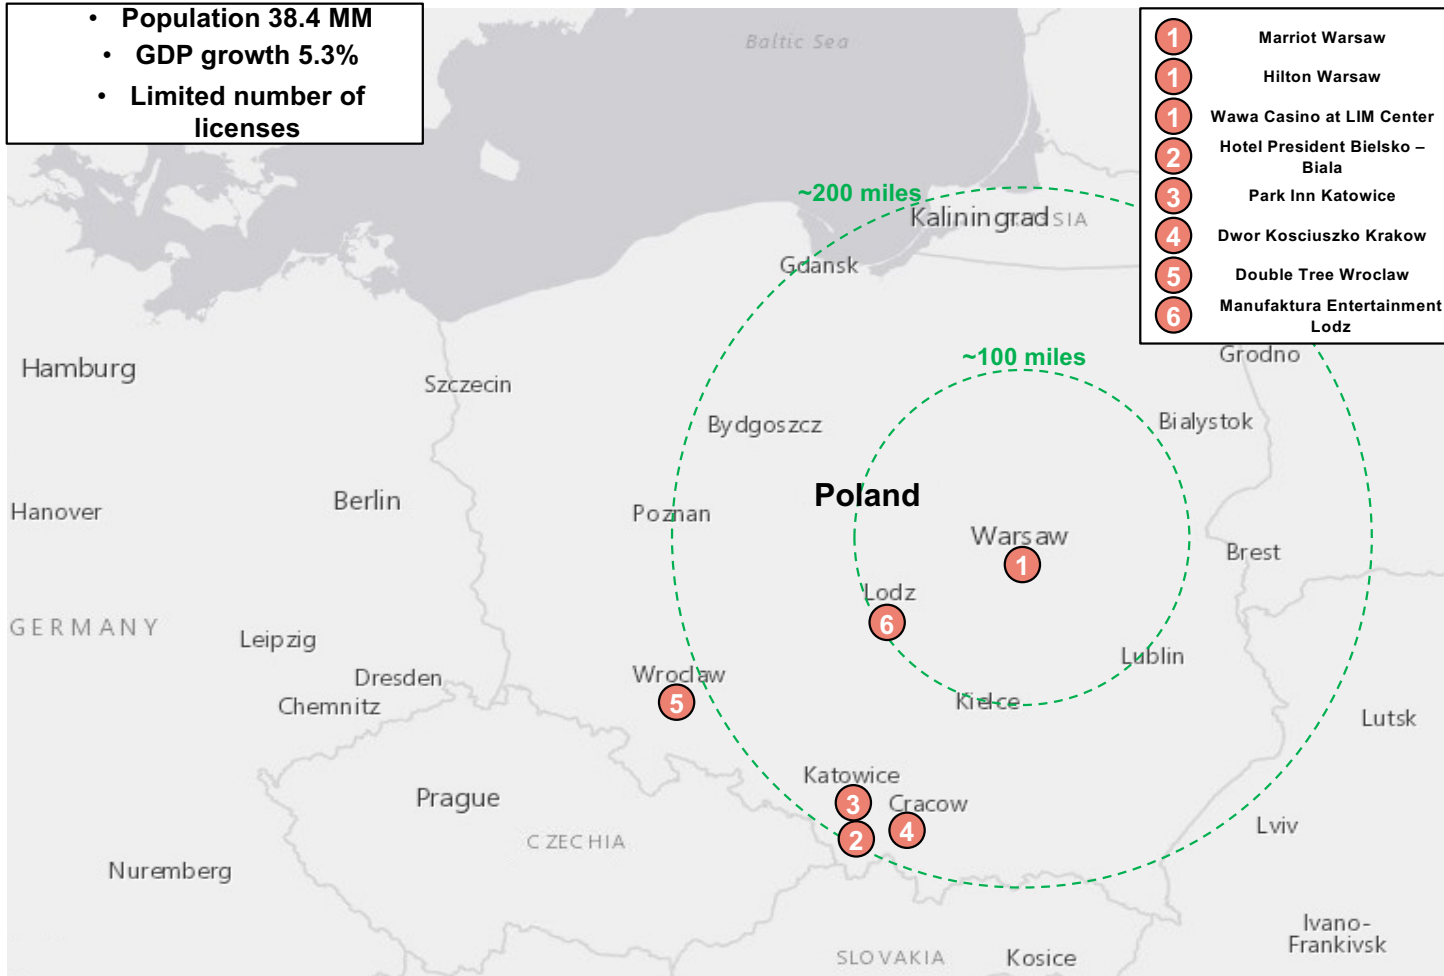 • Population 38.4 MM
• GDP growth 5.3%
• Limited number of
licenses
Baltic Sea
1 Marriot Warsaw
1 Hilton Warsaw
1 Wawa Casino at LIM Center
2 Hotel President Bielsko –
Biala
3 Park Inn Katowice
4 Dwor Kosciuszko Krakow
5 Double Tree Wroclaw
6 Manufaktura Entertainment
Lodz
~200 miles
Kaliningrad
Gdansk
~100 miles
Grodno
Hamburg
Szczecin
Bydgoszcz
Bialystok
Poland
Berlin
Hanover
Poznan
Warsaw
1
Brest
Lodz
6
GERMANY
Leipzig
Lublin
Dresden
Wroclaw
5
Chemnitz
Kielce
Lutsk
Katowice
3
Prague
Cracow
4
2
Lviv
CZECHIA
Nuremberg
Ivano-
Frankivsk
SLOVAKIA
Kosice